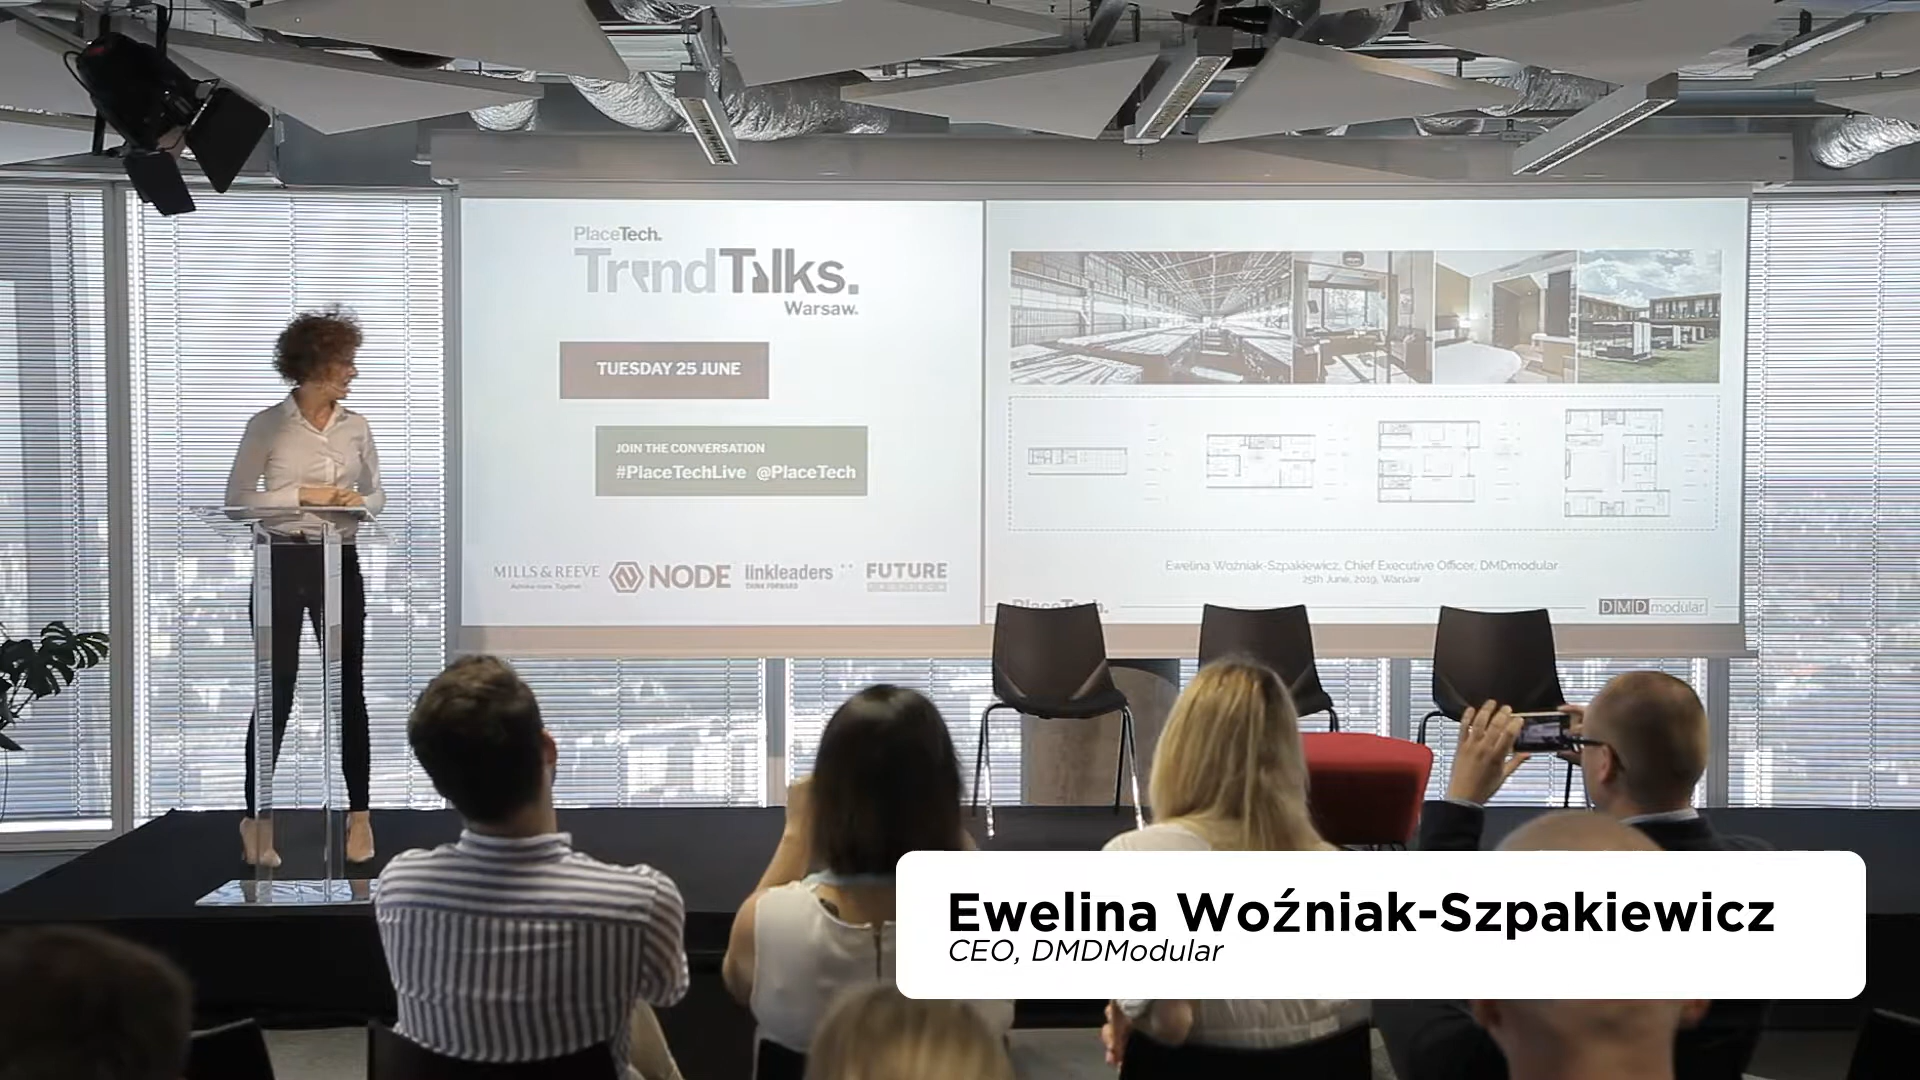 PlaceTech.
TrendTalks.
Warsaw.
TUESDAY 25 JUNE
JOIN THE CONVERSATION
#PlaceTechLive @PlaceTech
MILLS & REEVE
NODE
linkleaders
THINK FORWARD
FUTURE
Ewelina Woźniak-Szpakiewicz, Chief Executive Officer, DMDmodular
25th June, 2019, Warsaw
PlaceTech.
DMDmodular
Ewelina Woźniak-Szpakiewicz
CEO, DMDModular